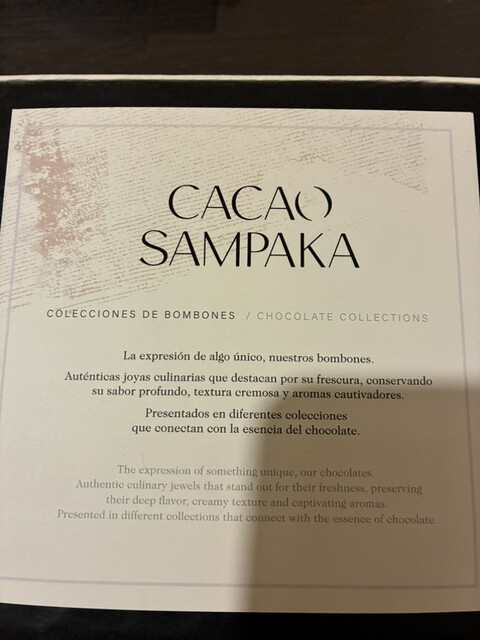 CACAO
SAMPAKA
COLECCIONES DE BOMBONES / CHOCOLATE COLLECTIONS
La expresión de algo único, nuestros bombones.
Auténticas joyas culinarias que destacan por su frescura, conservando
su sabor profundo, textura cremosa y aromas cautivadores.
Presentados en diferentes colecciones
que conectan con la esencia del chocolate.
The expression of something unique, our chocolates.
Authentic culinary jewels that stand out for their freshness, preserving
their deep flavor, creamy texture and captivating aromas.
Presented in different collections that connect with the essence of chocolate.